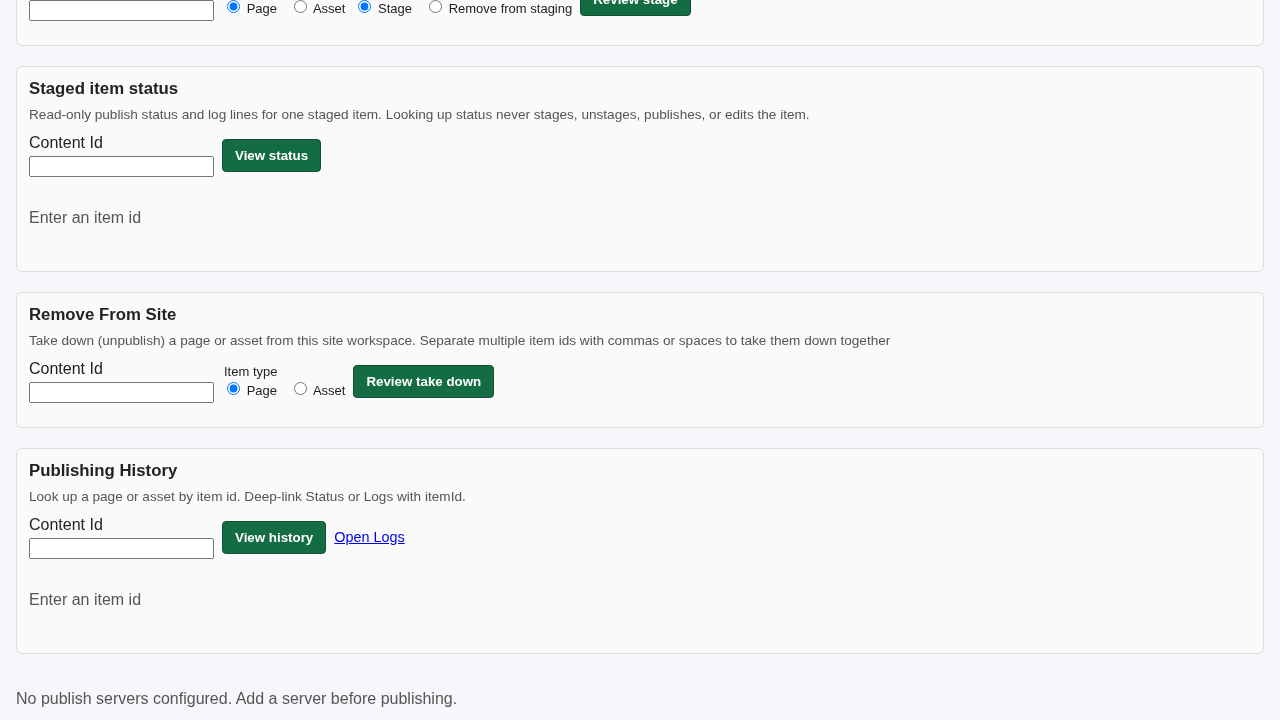 Page Asset Stage Remove from staging Review stage
Staged item status
Read-only publish status and log lines for one staged item. Looking up status never stages, unstages, publishes, or edits the item.
Content Id
View status
Enter an item id
Remove From Site
Take down (unpublish) a page or asset from this site workspace. Separate multiple item ids with commas or spaces to take them down together
Content Id
Item type
Page Asset
Review take down
Publishing History
Look up a page or asset by item id. Deep-link Status or Logs with itemId.
Content Id
View history Open Logs
Enter an item id
No publish servers configured. Add a server before publishing.